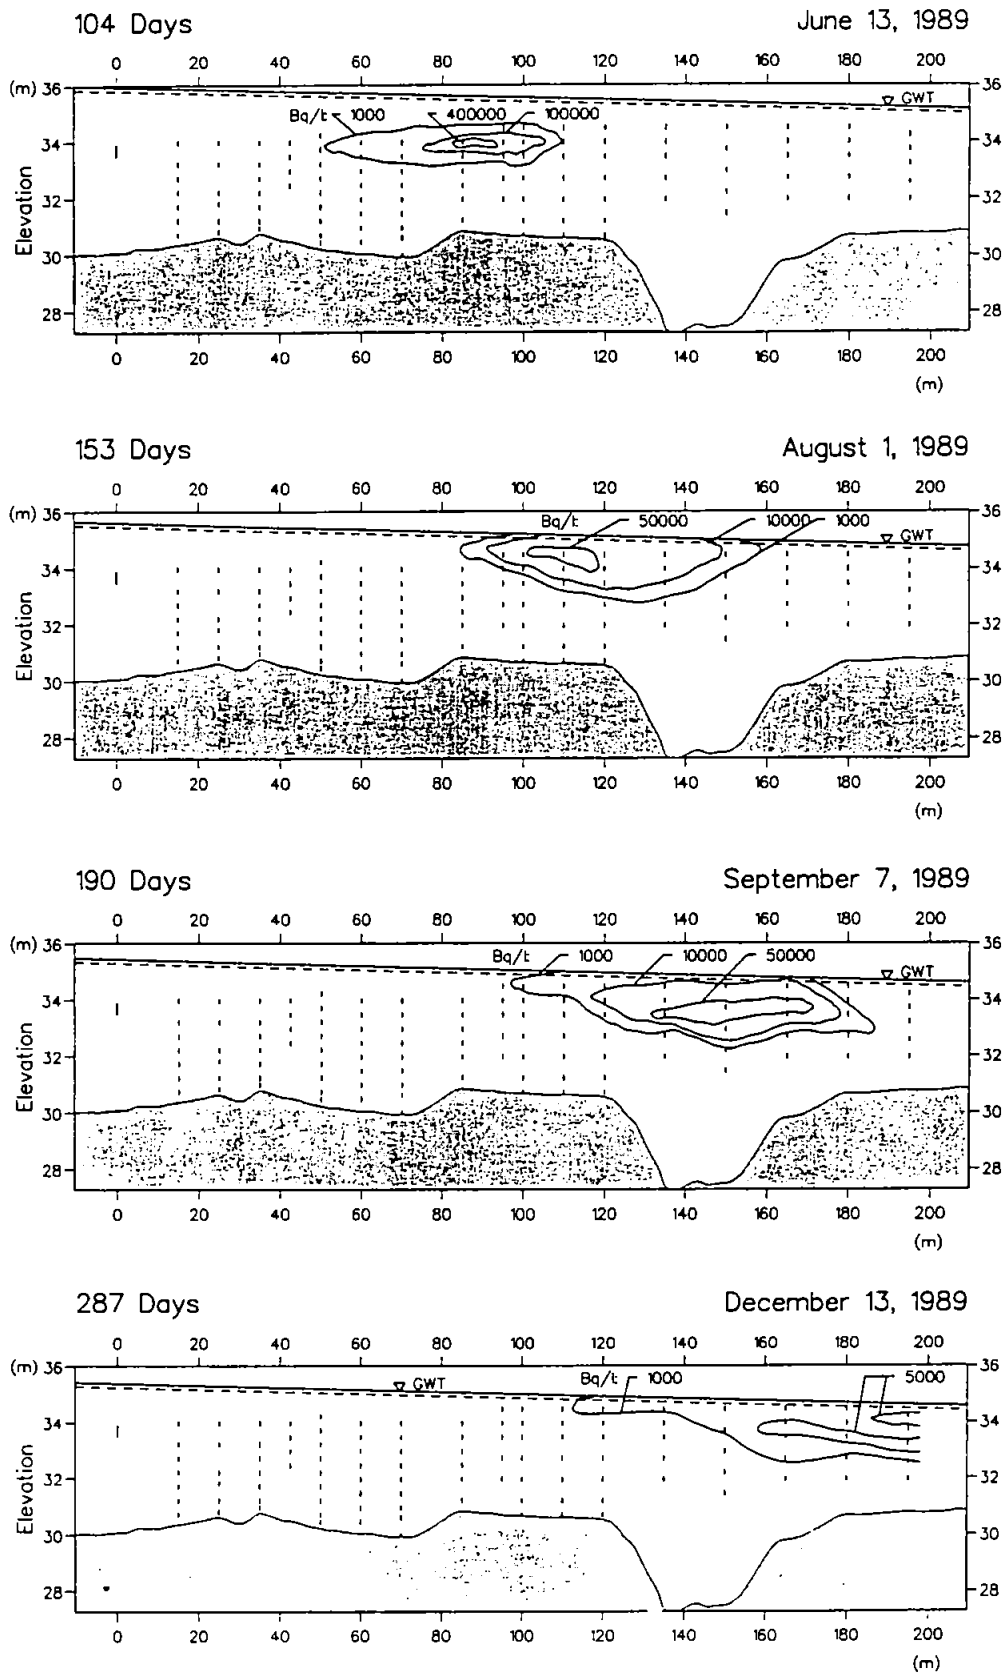 104 Days June 13, 1989
0 20 40 60 80 100 120 140 160 180 200
(m) 36 36
GWT
Bq/t 1000 400000 100000
34 34
32 32
30 30
28 28
Elevation
0 20 40 60 80 100 120 140 160 180 200
(m)
153 Days August 1, 1989
0 20 40 60 80 100 120 140 160 180 200
(m) 36 36
Bq/t 50000 10000 1000
GWT
34 34
32 32
30 30
28 28
Elevation
0 20 40 60 80 100 120 140 160 180 200
(m)
190 Days September 7, 1989
0 20 40 60 80 100 120 140 160 180 200
(m) 36 36
Bq/t 1000 10000 50000
GWT
34 34
32 32
30 30
28 28
Elevation
0 20 40 60 80 100 120 140 160 180 200
(m)
287 Days December 13, 1989
0 20 40 60 80 100 120 140 160 180 200
(m) 36 36
GWT
Bq/t 1000 5000
34 34
32 32
30 30
28 28
Elevation
0 20 40 60 80 100 120 140 160 180 200
(m)